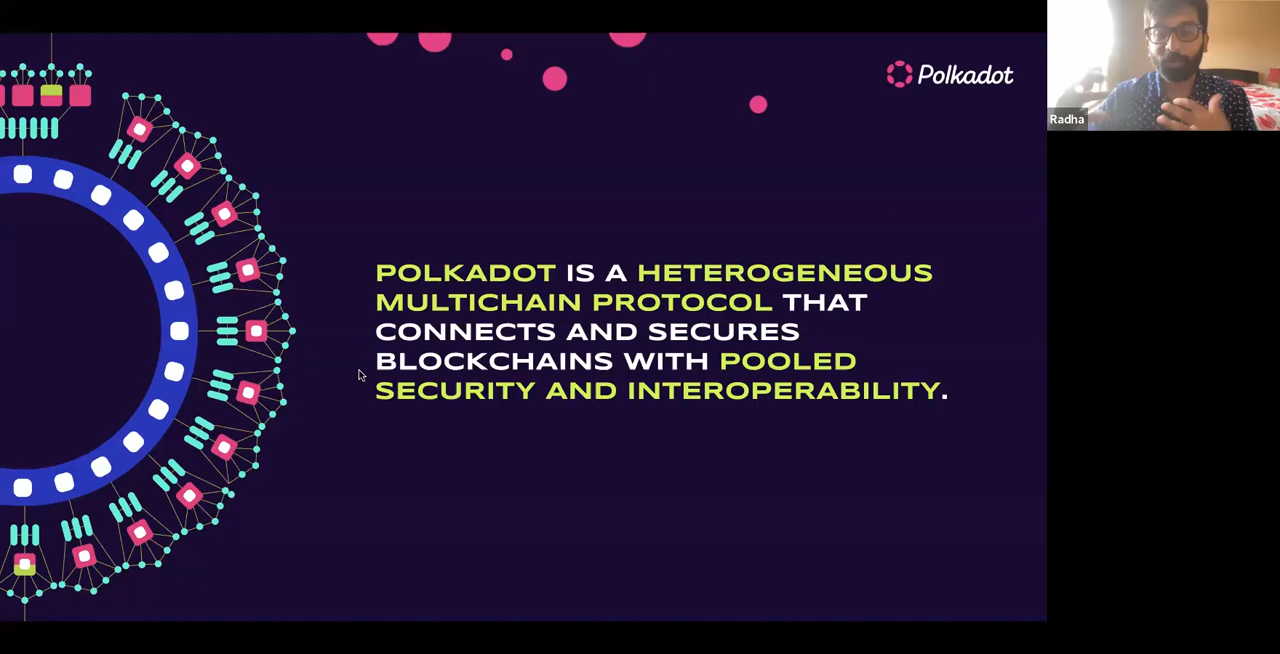 Polkadot
Radha
POLKADOT IS A HETEROGENEOUS
MULTICHAIN PROTOCOL THAT
CONNECTS AND SECURES
BLOCKCHAINS WITH POOLED
SECURITY AND INTEROPERABILITY.